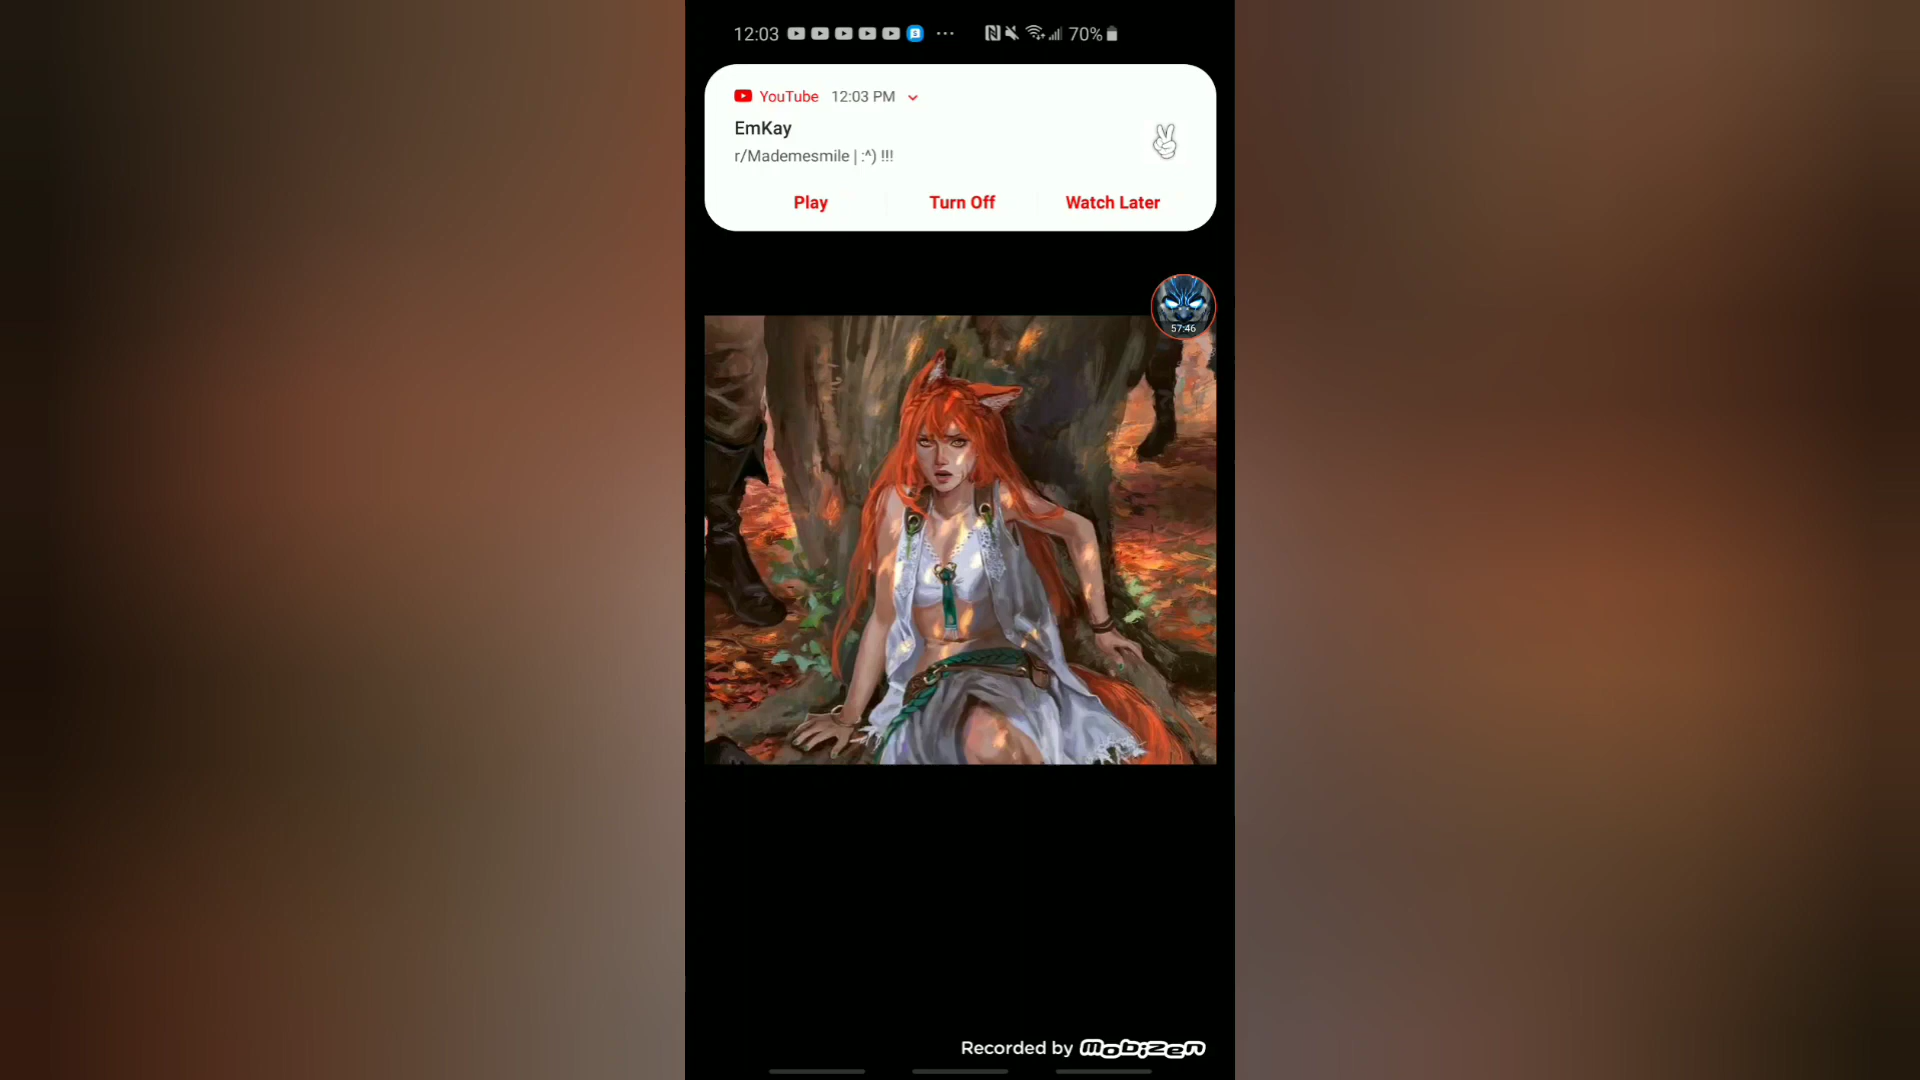 12:03 70%
YouTube 12:03 PM
EmKay
r/Mademesmile | :^) !!!
Play Turn Off Watch Later
57:46
Recorded by mobizen